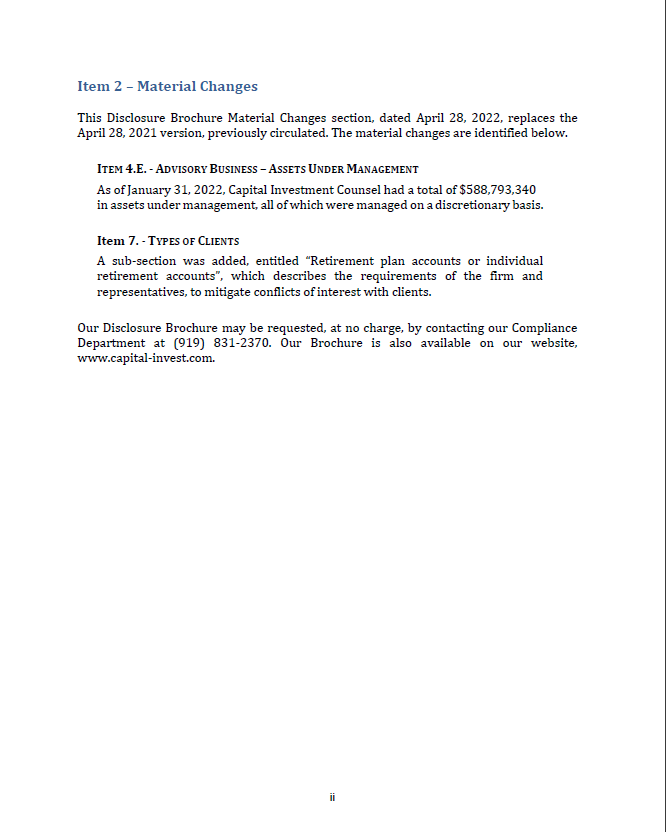 Item 2 – Material Changes
This Disclosure Brochure Material Changes section, dated April 28, 2022, replaces the
April 28, 2021 version, previously circulated. The material changes are identified below.
ITEM 4.E. - ADVISORY BUSINESS – ASSETS UNDER MANAGEMENT
As of January 31, 2022, Capital Investment Counsel had a total of $588,793,340
in assets under management, all of which were managed on a discretionary basis.
Item 7. - TYPES OF CLIENTS
A sub-section was added, entitled “Retirement plan accounts or individual
retirement accounts”, which describes the requirements of the firm and
representatives, to mitigate conflicts of interest with clients.
Our Disclosure Brochure may be requested, at no charge, by contacting our Compliance
Department at (919) 831-2370. Our Brochure is also available on our website,
www.capital-invest.com.
ii